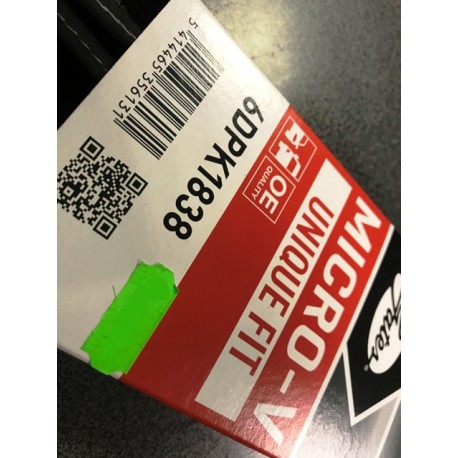 5 414465 356131
6DPK1838
OE
QUALITY
MICRO-V
UNIQUE FIT
Gates